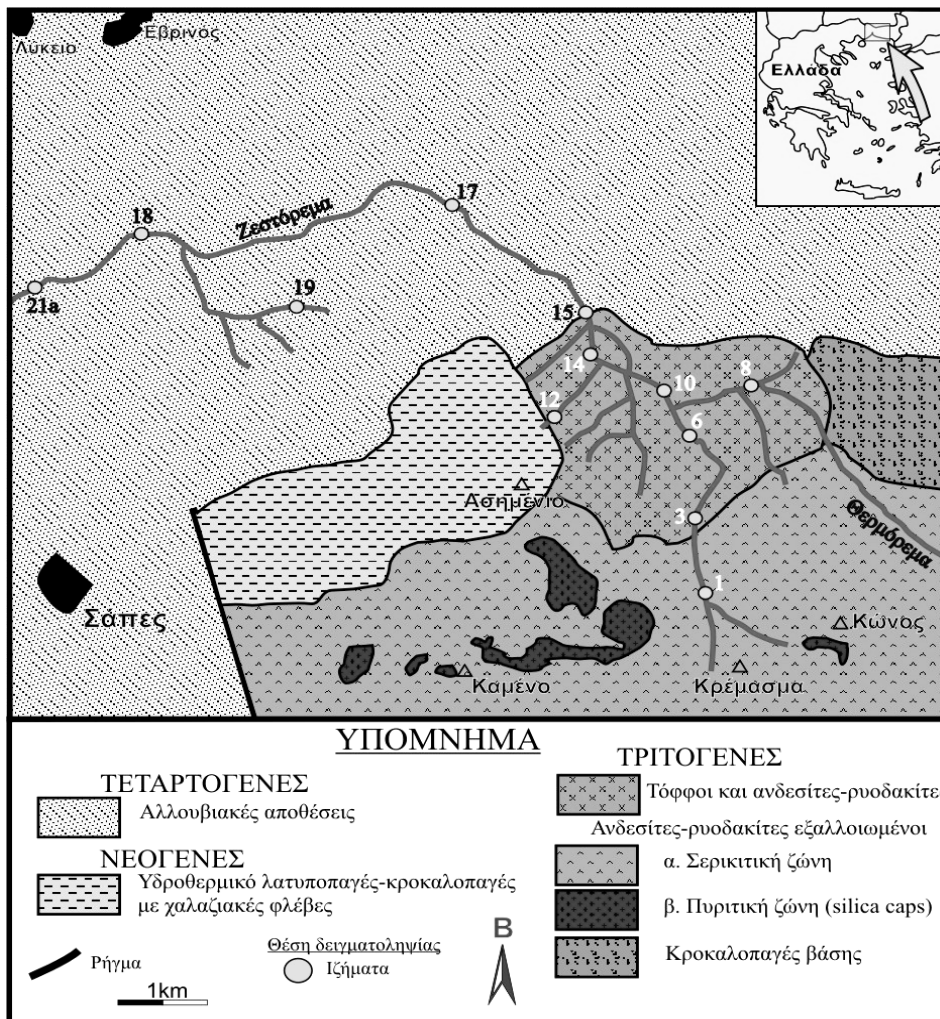 Λύκειο
Έβρινος
Ελλάδα
17
18
Ζεστόρεμα
21a
19
15
14
12
10
8
6
Ασημένιο
3
Θερμόρεμα
1
Σάπες
Κώνος
Καμένο
Κρέμασμα
ΥΠΟΜΝΗΜΑ
ΤΕΤΑΡΤΟΓΕΝΕΣ
Αλλουβιακές αποθέσεις
ΝΕΟΓΕΝΕΣ
Υδροθερμικό λατυποπαγές-κροκαλοπαγές
με χαλαζιακές φλέβες
Ρήγμα
1km
Θέση δειγματοληψίας
Ιζήματα
Β
ΤΡΙΤΟΓΕΝΕΣ
Τόφφοι και ανδεσίτες-ρυοδακίτε
Ανδεσίτες-ρυοδακίτες εξαλλοιωμένοι
α. Σερικιτική ζώνη
β. Πυριτική ζώνη (silica caps)
Κροκαλοπαγές βάσης